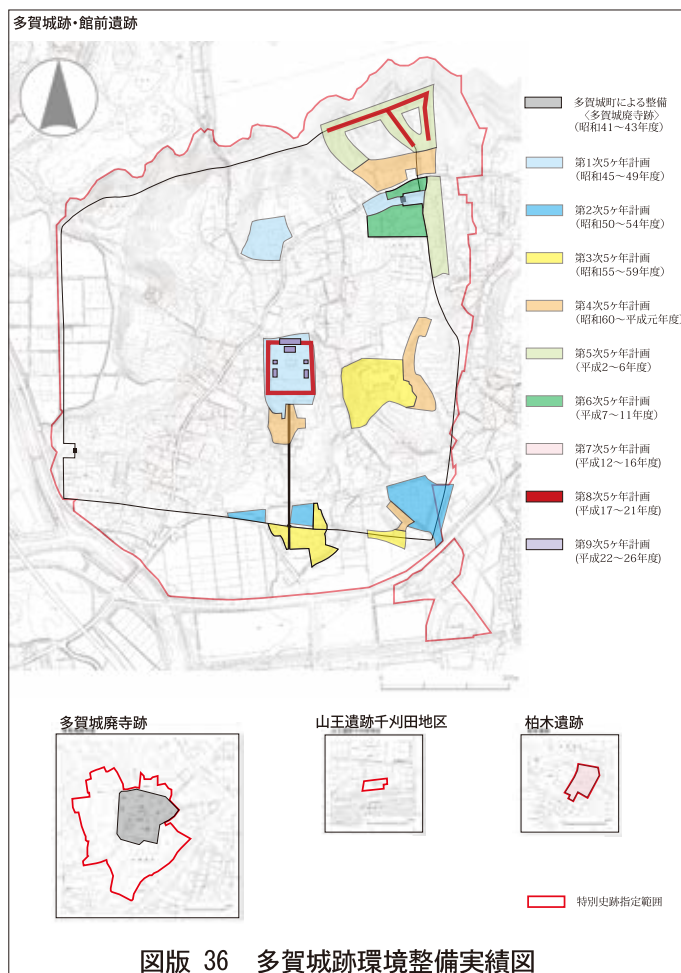 多賀城跡・館前遺跡
多賀城町による整備
〈多賀城廃寺跡〉
(昭和41～43年度)
第1次5ヶ年計画
(昭和45～49年度)
第2次5ヶ年計画
(昭和50～54年度)
第3次5ヶ年計画
(昭和55～59年度)
第4次5ヶ年計画
(昭和60～平成元年度)
第5次5ヶ年計画
(平成2～6年度)
第6次5ヶ年計画
(平成7～11年度)
第7次5ヶ年計画
(平成12～16年度)
第8次5ヶ年計画
(平成17～21年度)
第9次5ヶ年計画
(平成22～26年度)
多賀城廃寺跡
山王遺跡千刈田地区
柏木遺跡
特別史跡指定範囲
図版 36 多賀城跡環境整備実績図